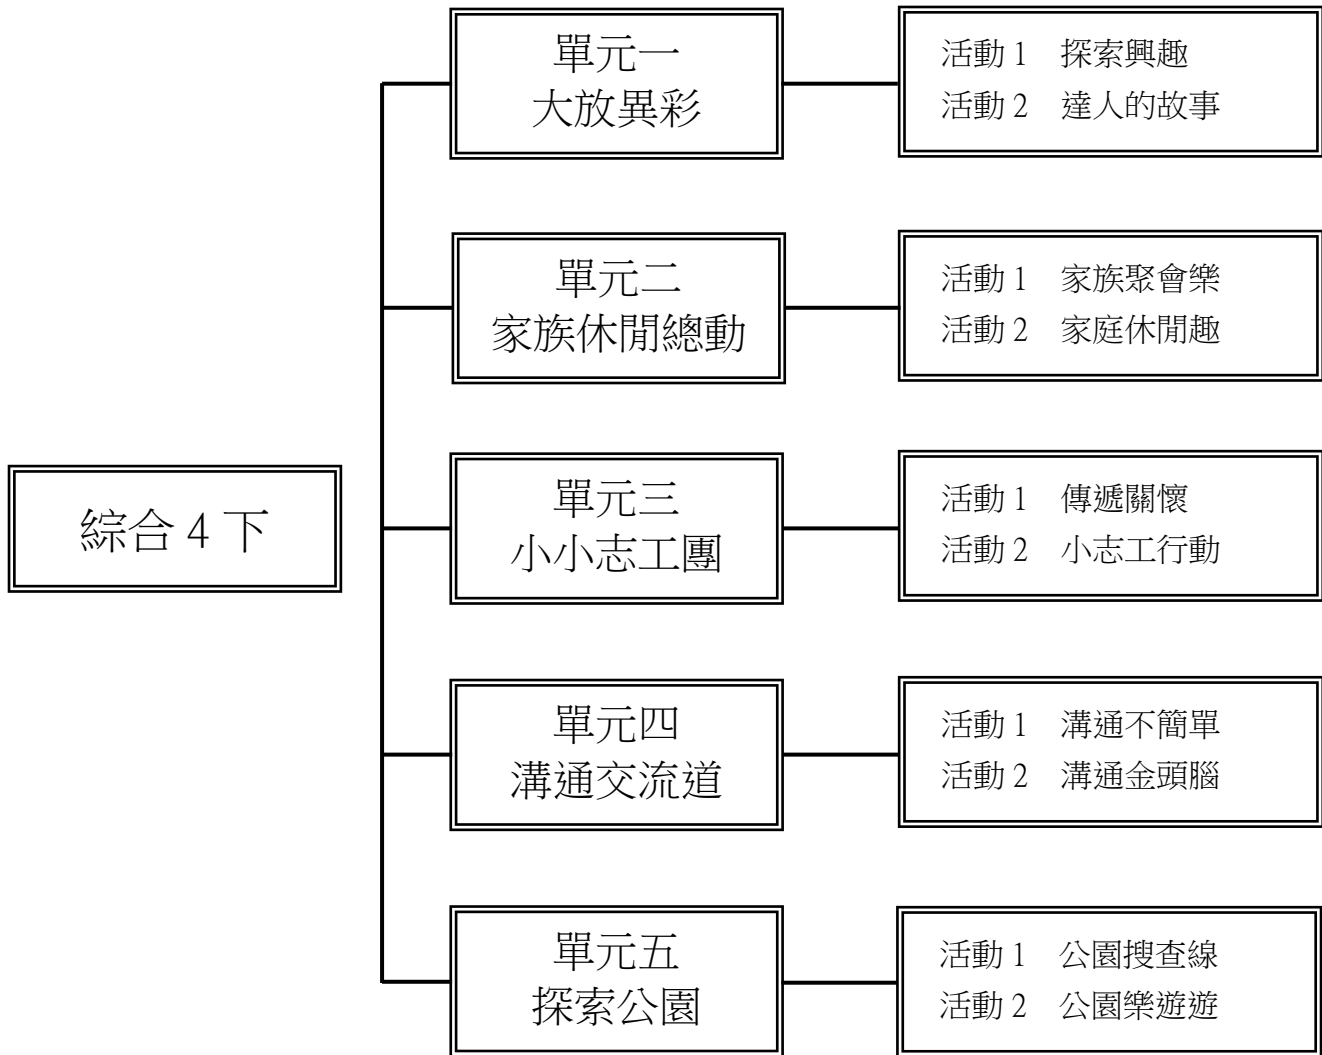 綜合 4 下
單元一
大放異彩
活動 1　探索興趣
活動 2　達人的故事
單元二
家族休閒總動
活動 1　家族聚會樂
活動 2　家庭休閒趣
單元三
小小志工團
活動 1　傳遞關懷
活動 2　小志工行動
單元四
溝通交流道
活動 1　溝通不簡單
活動 2　溝通金頭腦
單元五
探索公園
活動 1　公園搜查線
活動 2　公園樂遊遊